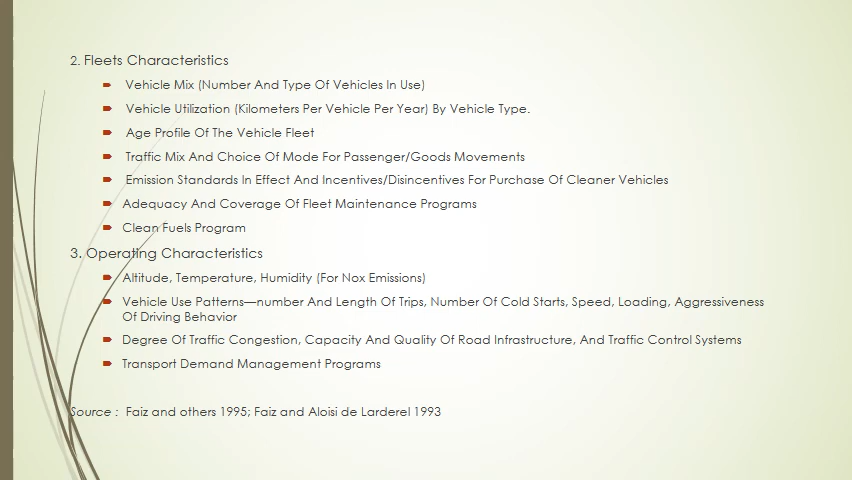 2. Fleets Characteristics
Vehicle Mix (Number And Type Of Vehicles In Use)
Vehicle Utilization (Kilometers Per Vehicle Per Year) By Vehicle Type.
Age Profile Of The Vehicle Fleet
Traffic Mix And Choice Of Mode For Passenger/Goods Movements
Emission Standards In Effect And Incentives/Disincentives For Purchase Of Cleaner Vehicles
Adequacy And Coverage Of Fleet Maintenance Programs
Clean Fuels Program
3. Operating Characteristics
Altitude, Temperature, Humidity (For Nox Emissions)
Vehicle Use Patterns—number And Length Of Trips, Number Of Cold Starts, Speed, Loading, Aggressiveness
Of Driving Behavior
Degree Of Traffic Congestion, Capacity And Quality Of Road Infrastructure, And Traffic Control Systems
Transport Demand Management Programs
Source : Faiz and others 1995; Faiz and Aloisi de Larderel 1993